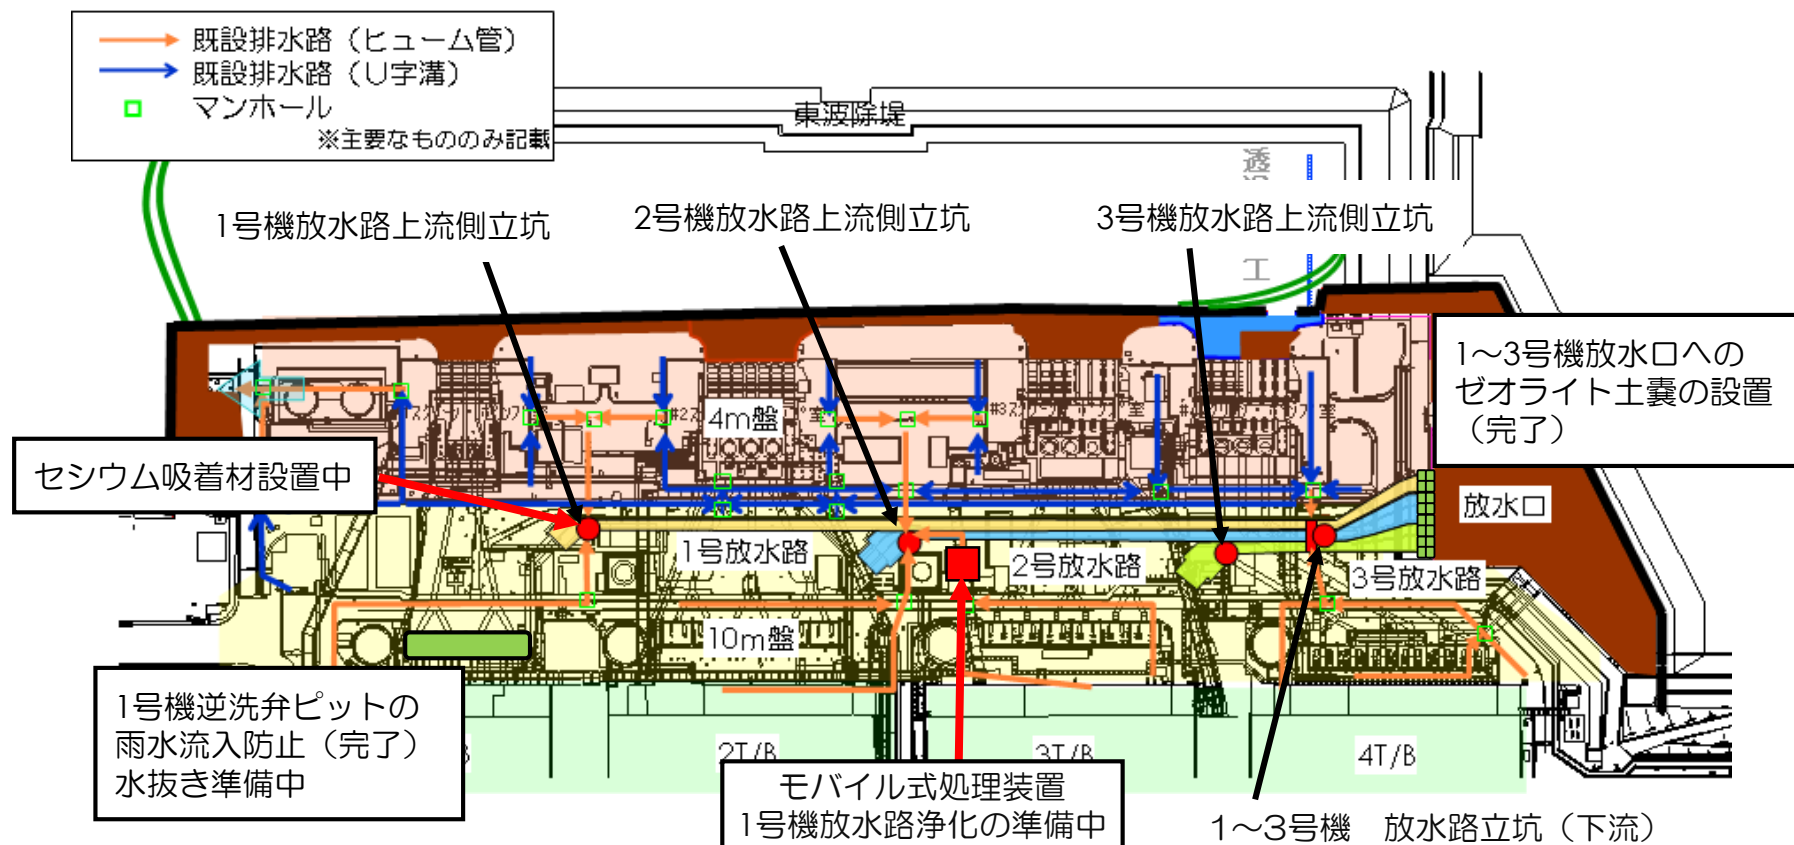 既設排水路（ヒューム管）
既設排水路（U字溝）
マンホール
※主要なもののみ記載
東波除堤
透
工
1号機放水路上流側立坑
2号機放水路上流側立坑
3号機放水路上流側立坑
1～3号機放水口への
ゼオライト土嚢の設置
（完了）
4m盤
セシウム吸着材設置中
放水口
1号放水路
2号放水路
3号放水路
10m盤
1号機逆洗弁ピットの
雨水流入防止（完了）
水抜き準備中
2T/B
3T/B
4T/B
モバイル式処理装置
1号機放水路浄化の準備中
1～3号機　放水路立坑（下流）